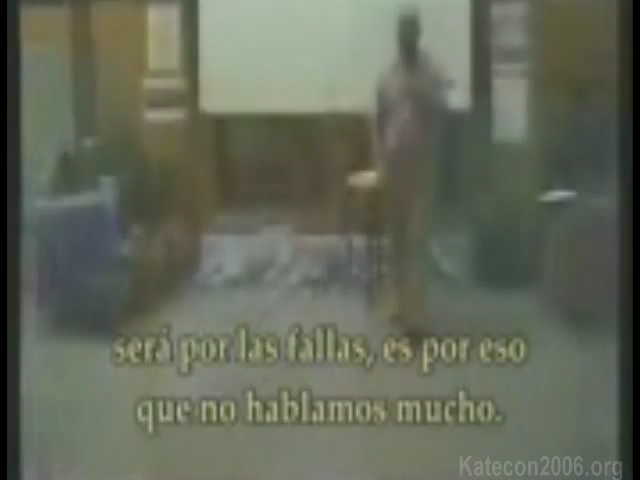 será por las fallas, es por eso
que no hablamos mucho.
Katecon2006.org